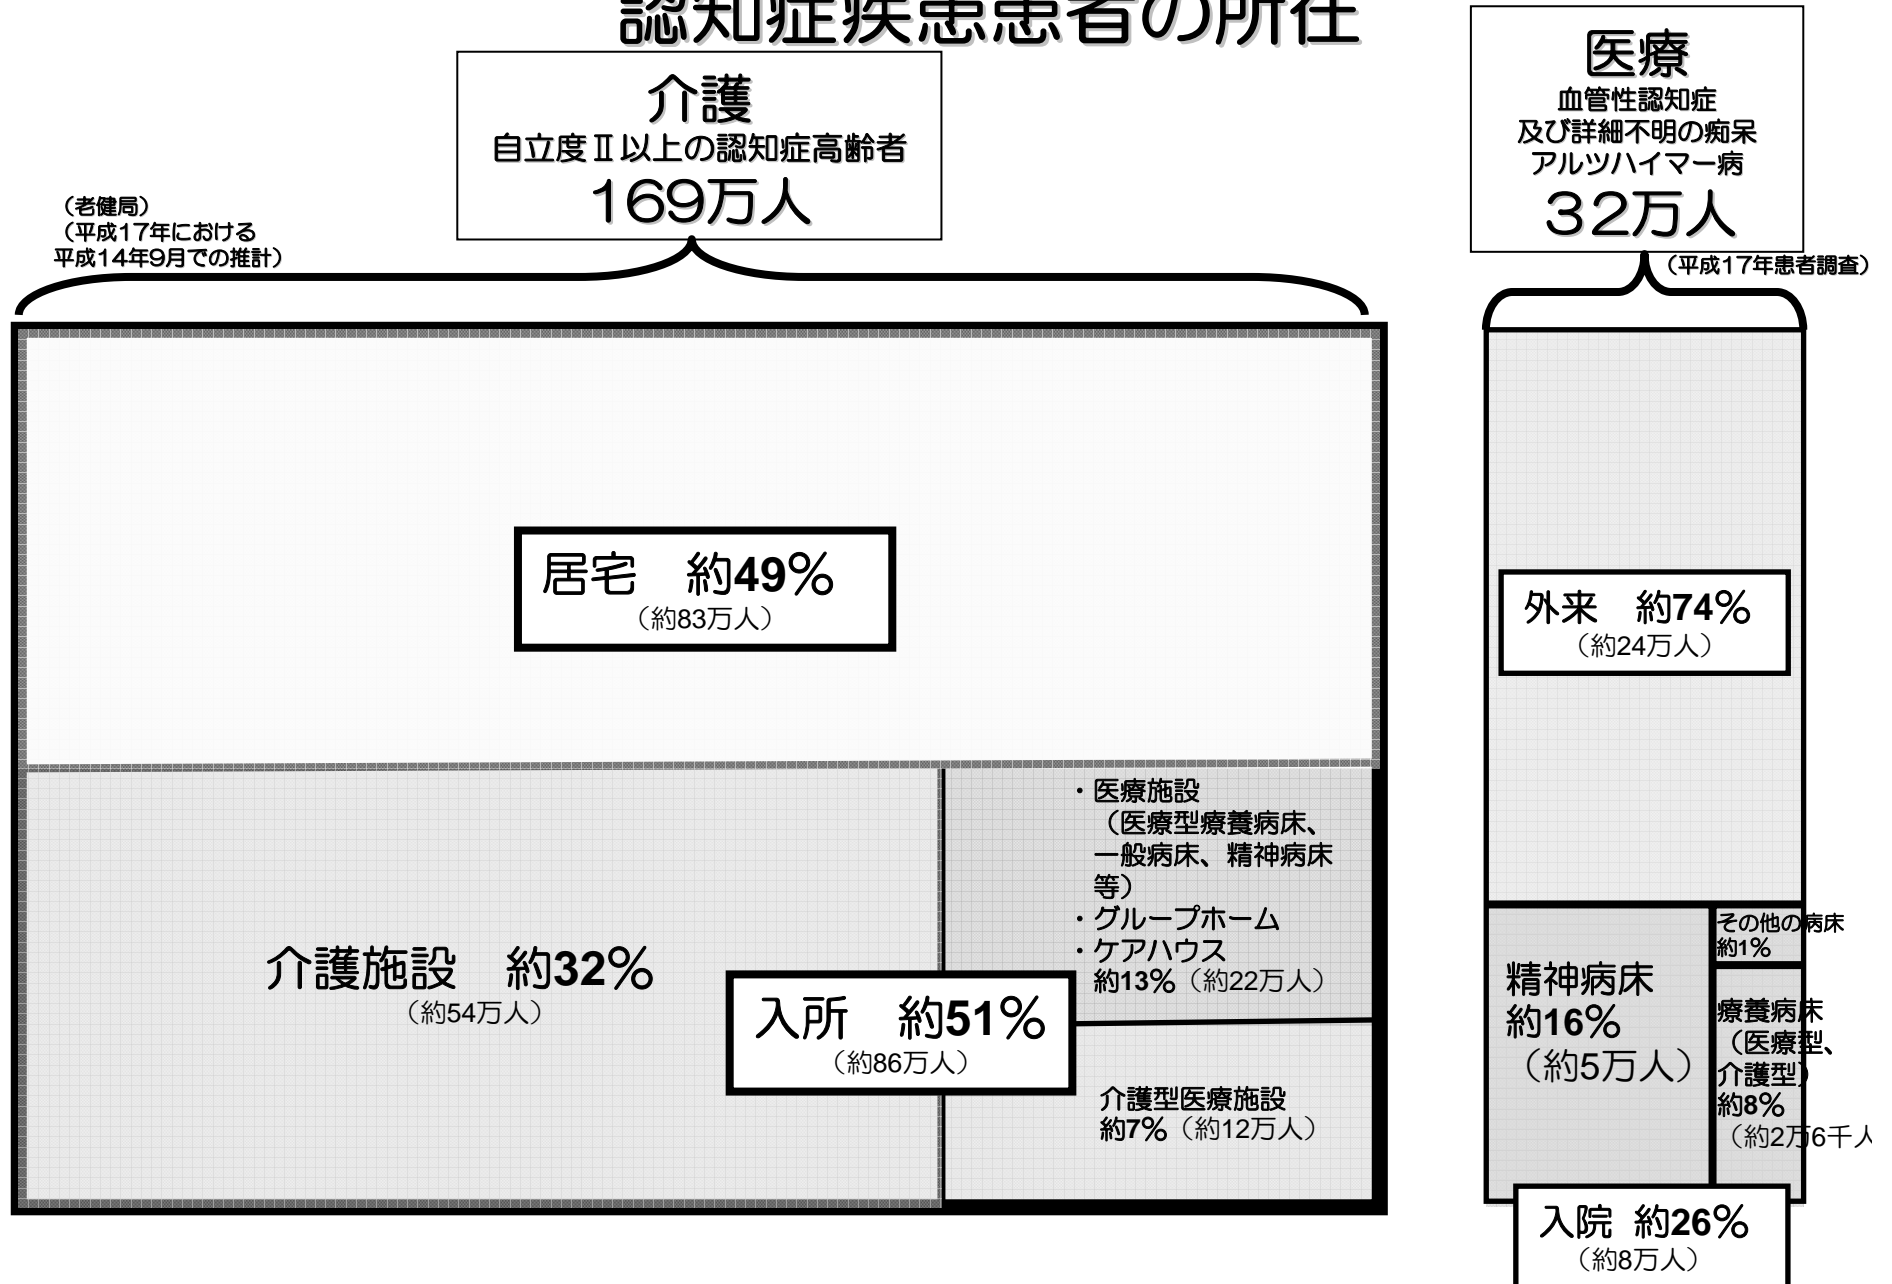 認知症疾患患者の所在
介護
自立度Ⅱ以上の認知症高齢者
169万人
医療
血管性認知症
及び詳細不明の痴呆
アルツハイマー病
32万人
（老健局）
（平成17年における
平成14年9月での推計）
（平成17年患者調査）
居宅　約49％
（約83万人）
介護施設　約32％
（約54万人）
入所　約51％
（約86万人）
・医療施設
（医療型療養病床、
一般病床、精神病床
等）
・グループホーム
・ケアハウス
約13％（約22万人）
介護型医療施設
約7％（約12万人）
外来　約74％
（約24万人）
精神病床
約16％
（約5万人）
その他の病床
約1％
療養病床
（医療型、
介護型）
約8％
（約2万6千人
入院 約26％
（約8万人）